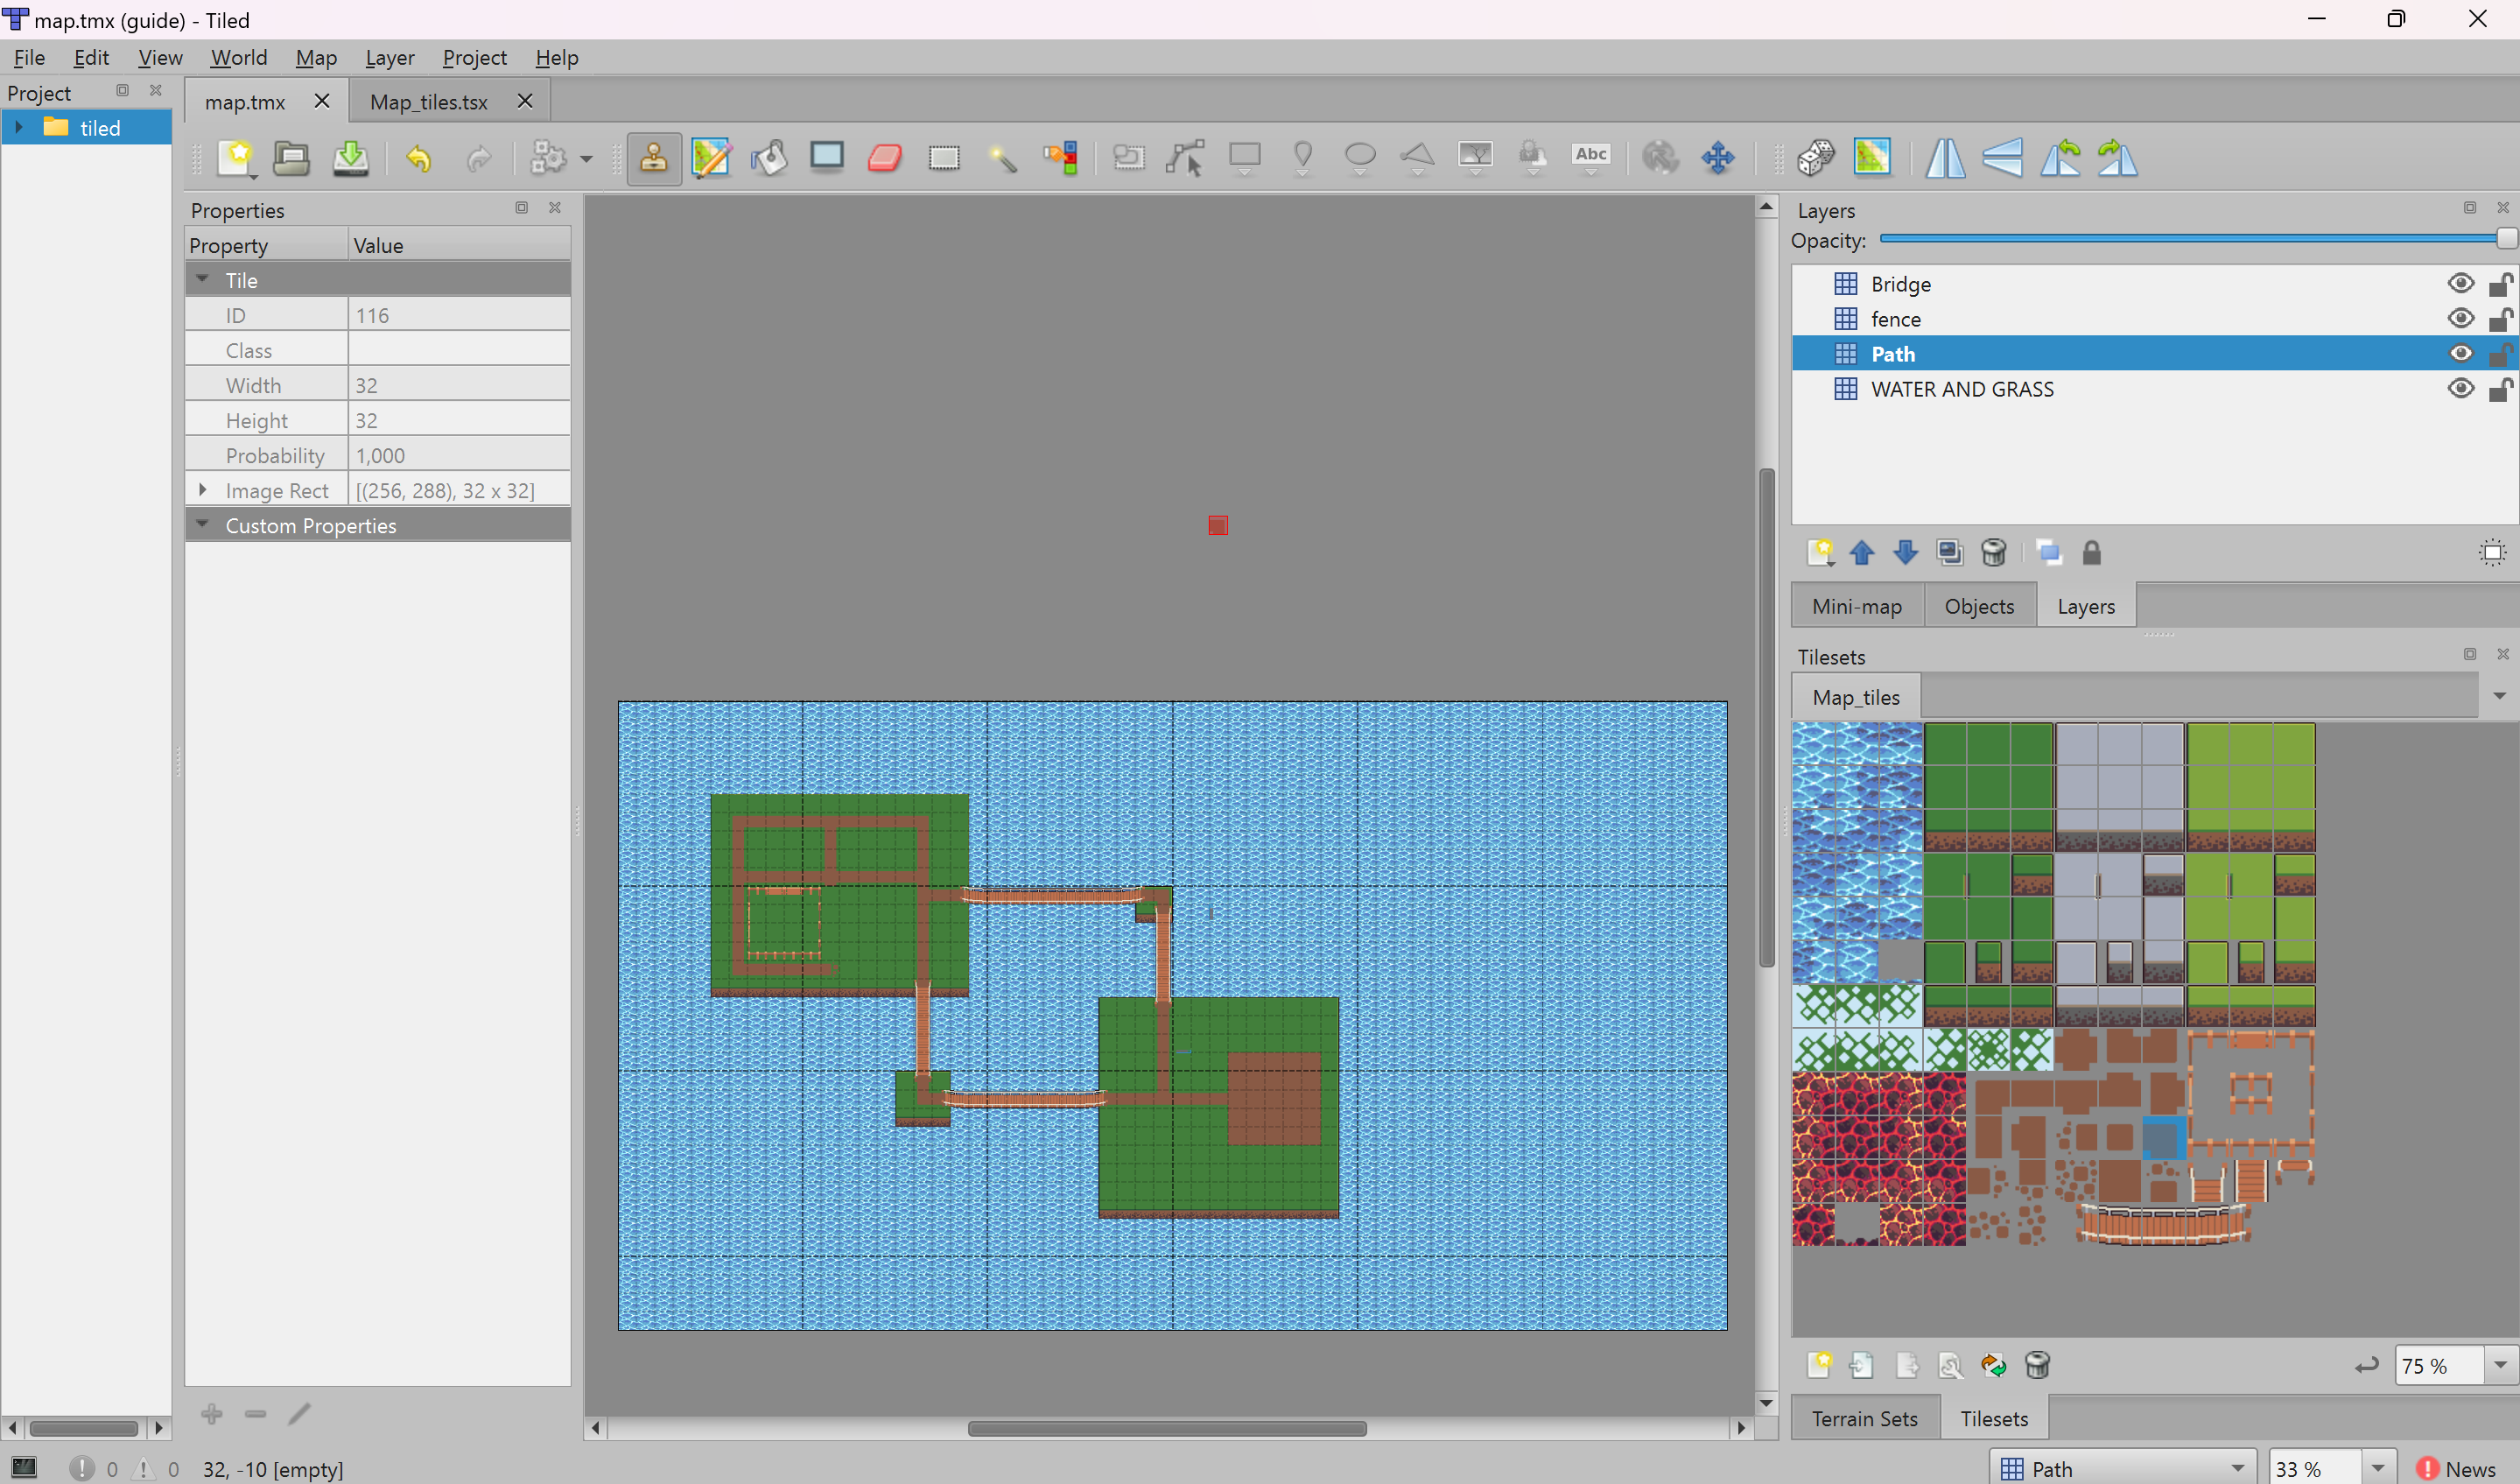 map.tmx (guide) - Tiled
File Edit View World Map Layer Project Help
Project
tiled
map.tmx
Map_tiles.tsx
Abc
Properties
Property Value
Tile
ID 116
Class
Width 32
Height 32
Probability 1,000
Image Rect [(256, 288), 32 x 32]
Custom Properties
Layers
Opacity:
Bridge
fence
Path
WATER AND GRASS
Mini-map Objects Layers
Tilesets
Map_tiles
75 %
Terrain Sets Tilesets
0 0 32, -10 [empty]
Path 33 % News